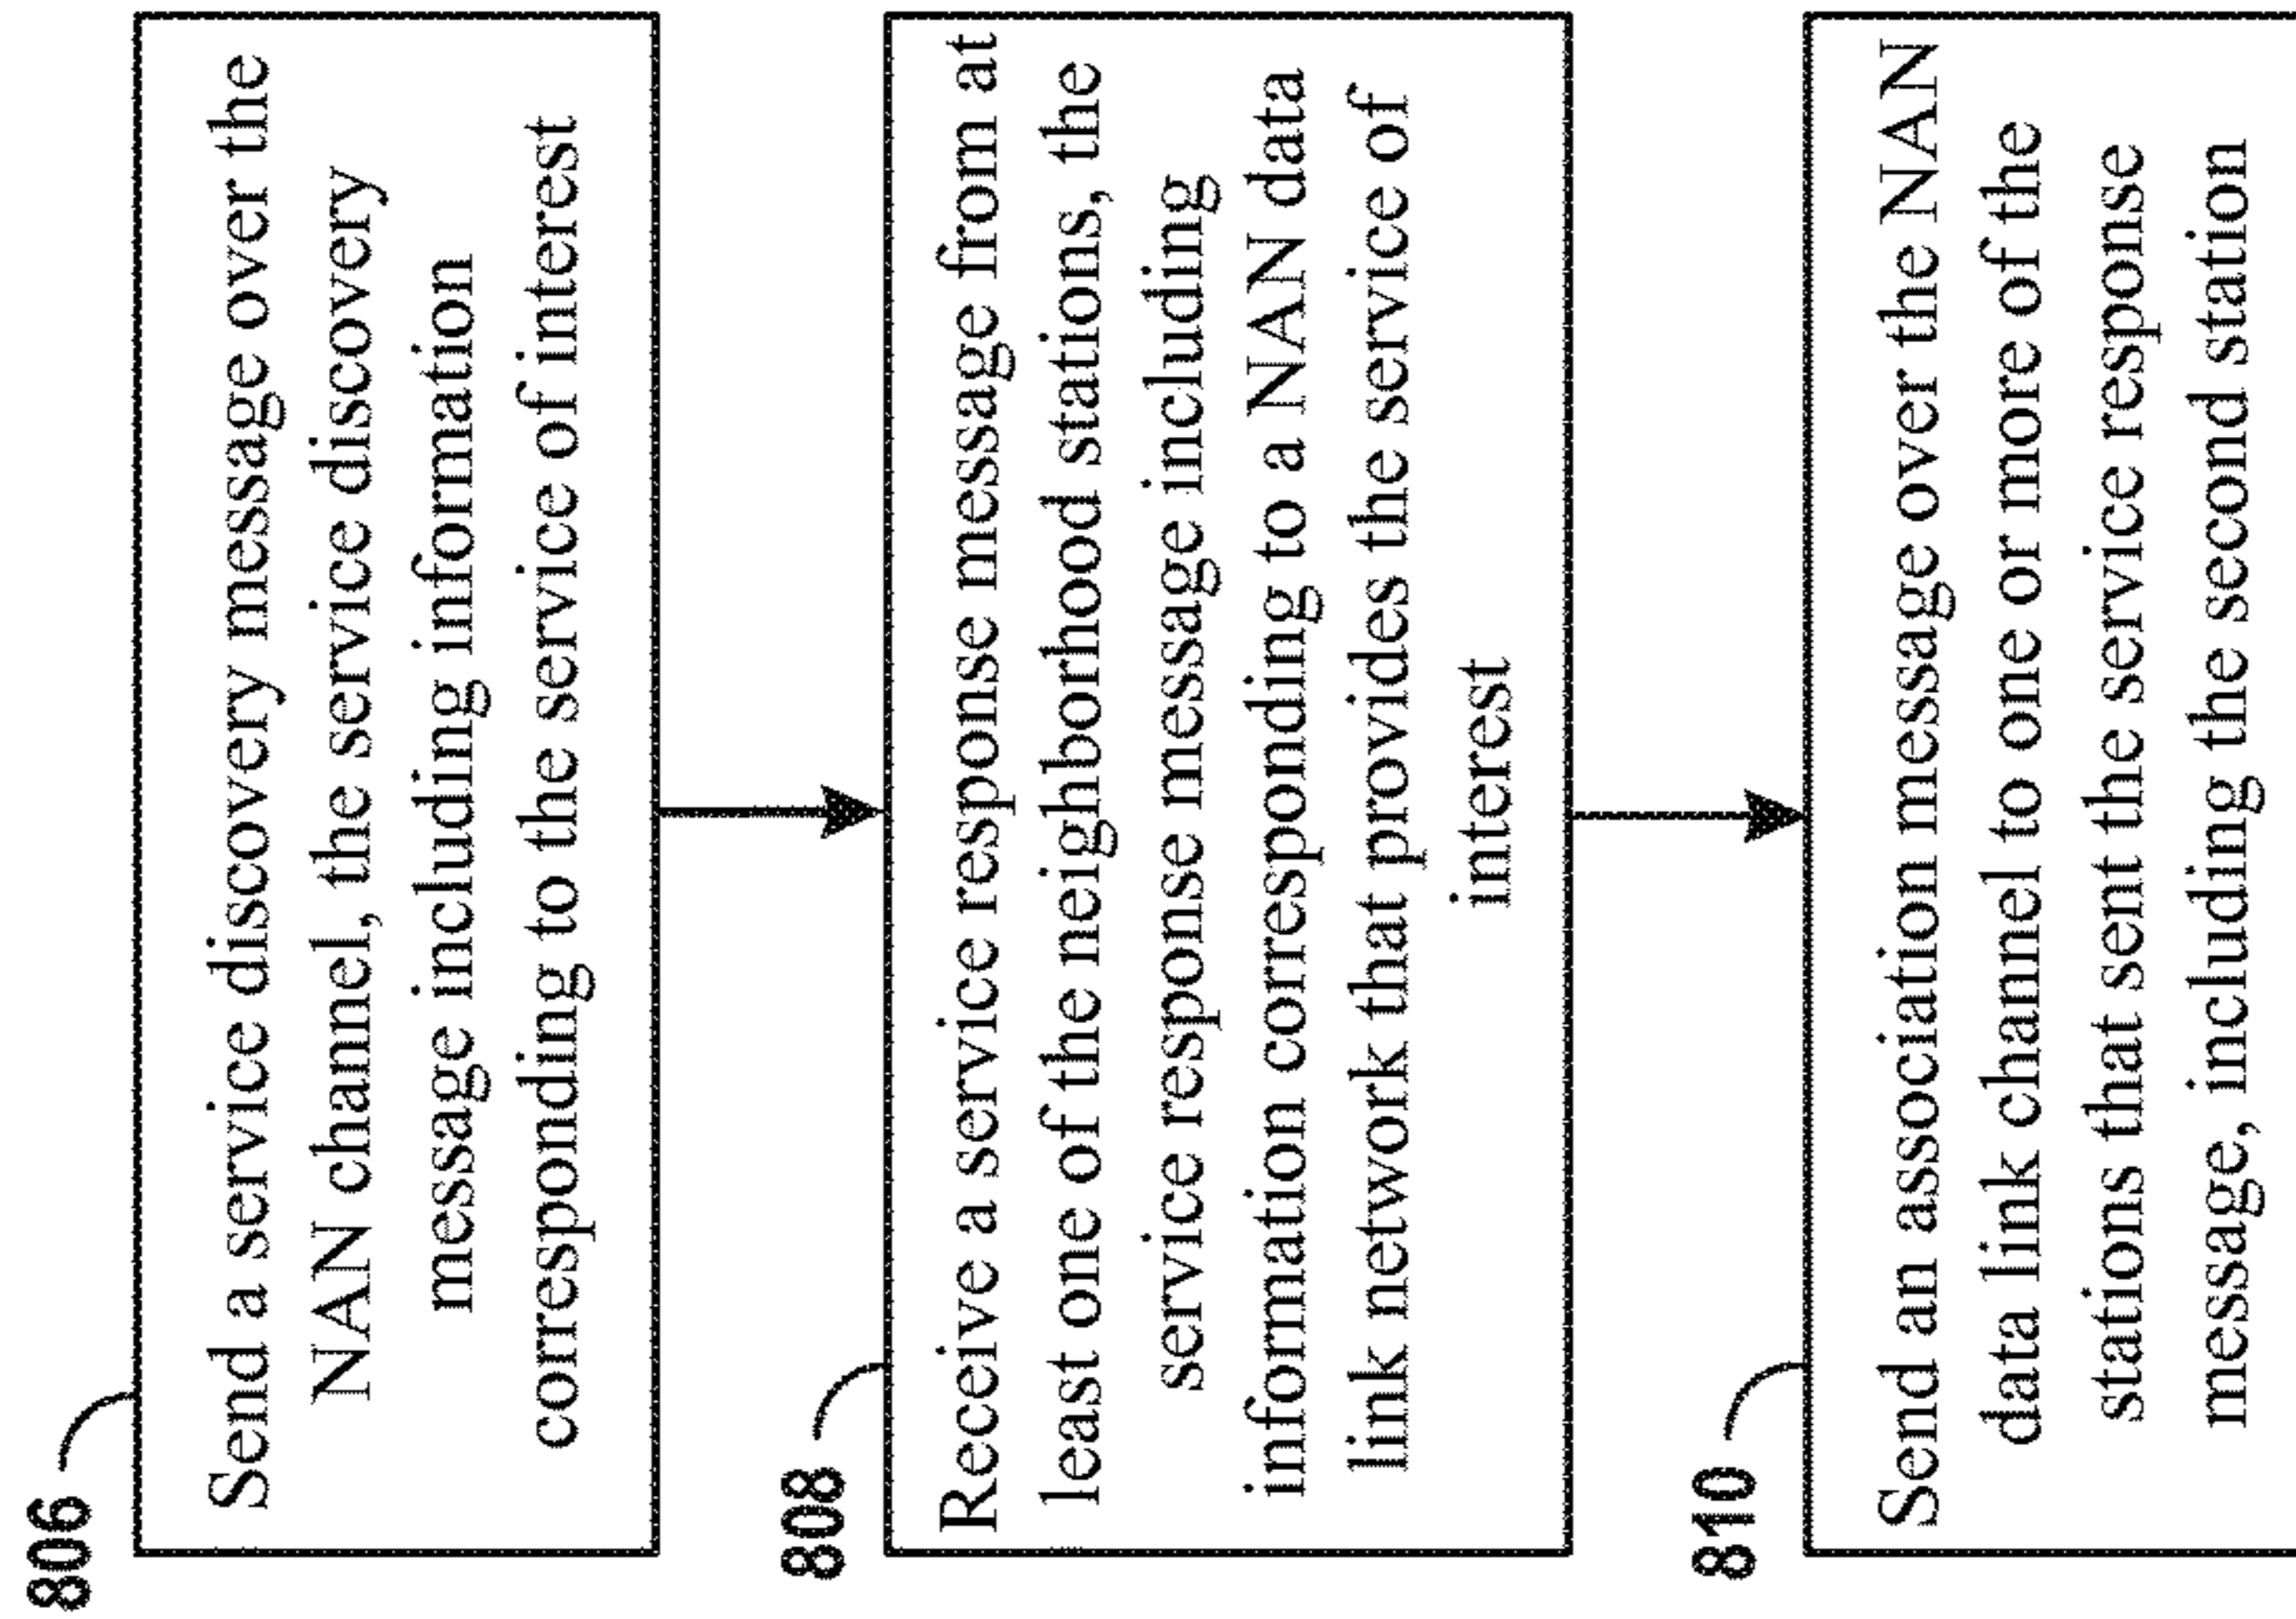 806
Send a service discovery message over the
NAN channel, the service discovery
message including information
corresponding to the service of interest
808
Receive a service response message from at
least one of the neighborhood stations, the
service response message including
information corresponding to a NAN data
link network that provides the service of
interest
810
Send an association message over the NAN
data link channel to one or more of the
stations that sent the service response
message, including the second station